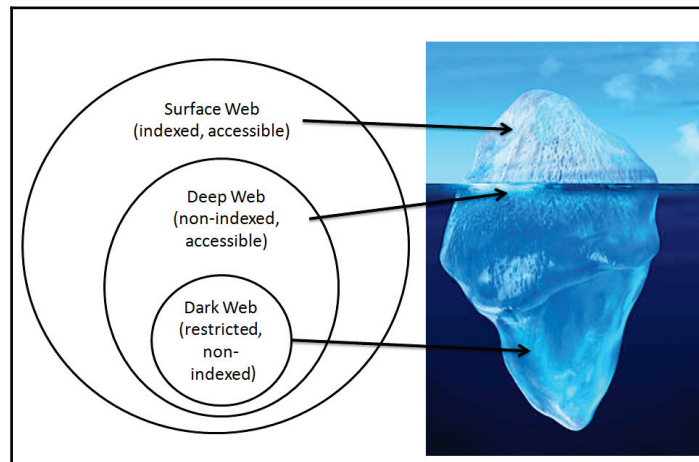 Surface Web
(indexed, accessible)
Deep Web
(non-indexed,
accessible)
Dark Web
(restricted,
non-
indexed)